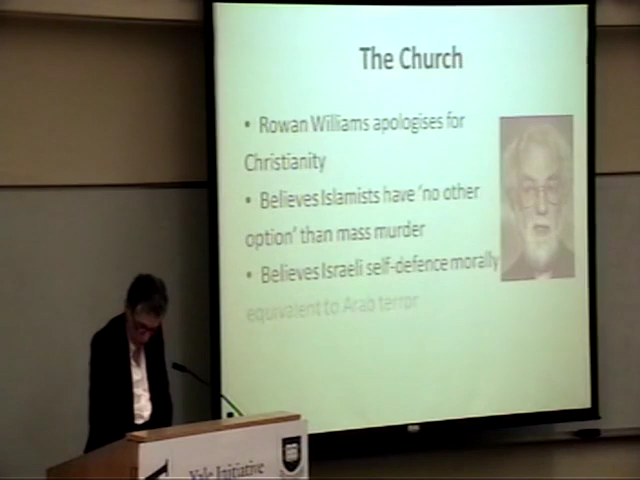 The Church
• Rowan Williams apologises for
Christianity
• Believes Islamists have 'no other
option' than mass murder
• Believes Israeli self-defence morally
equivalent to Arab terror
Yale Initiative